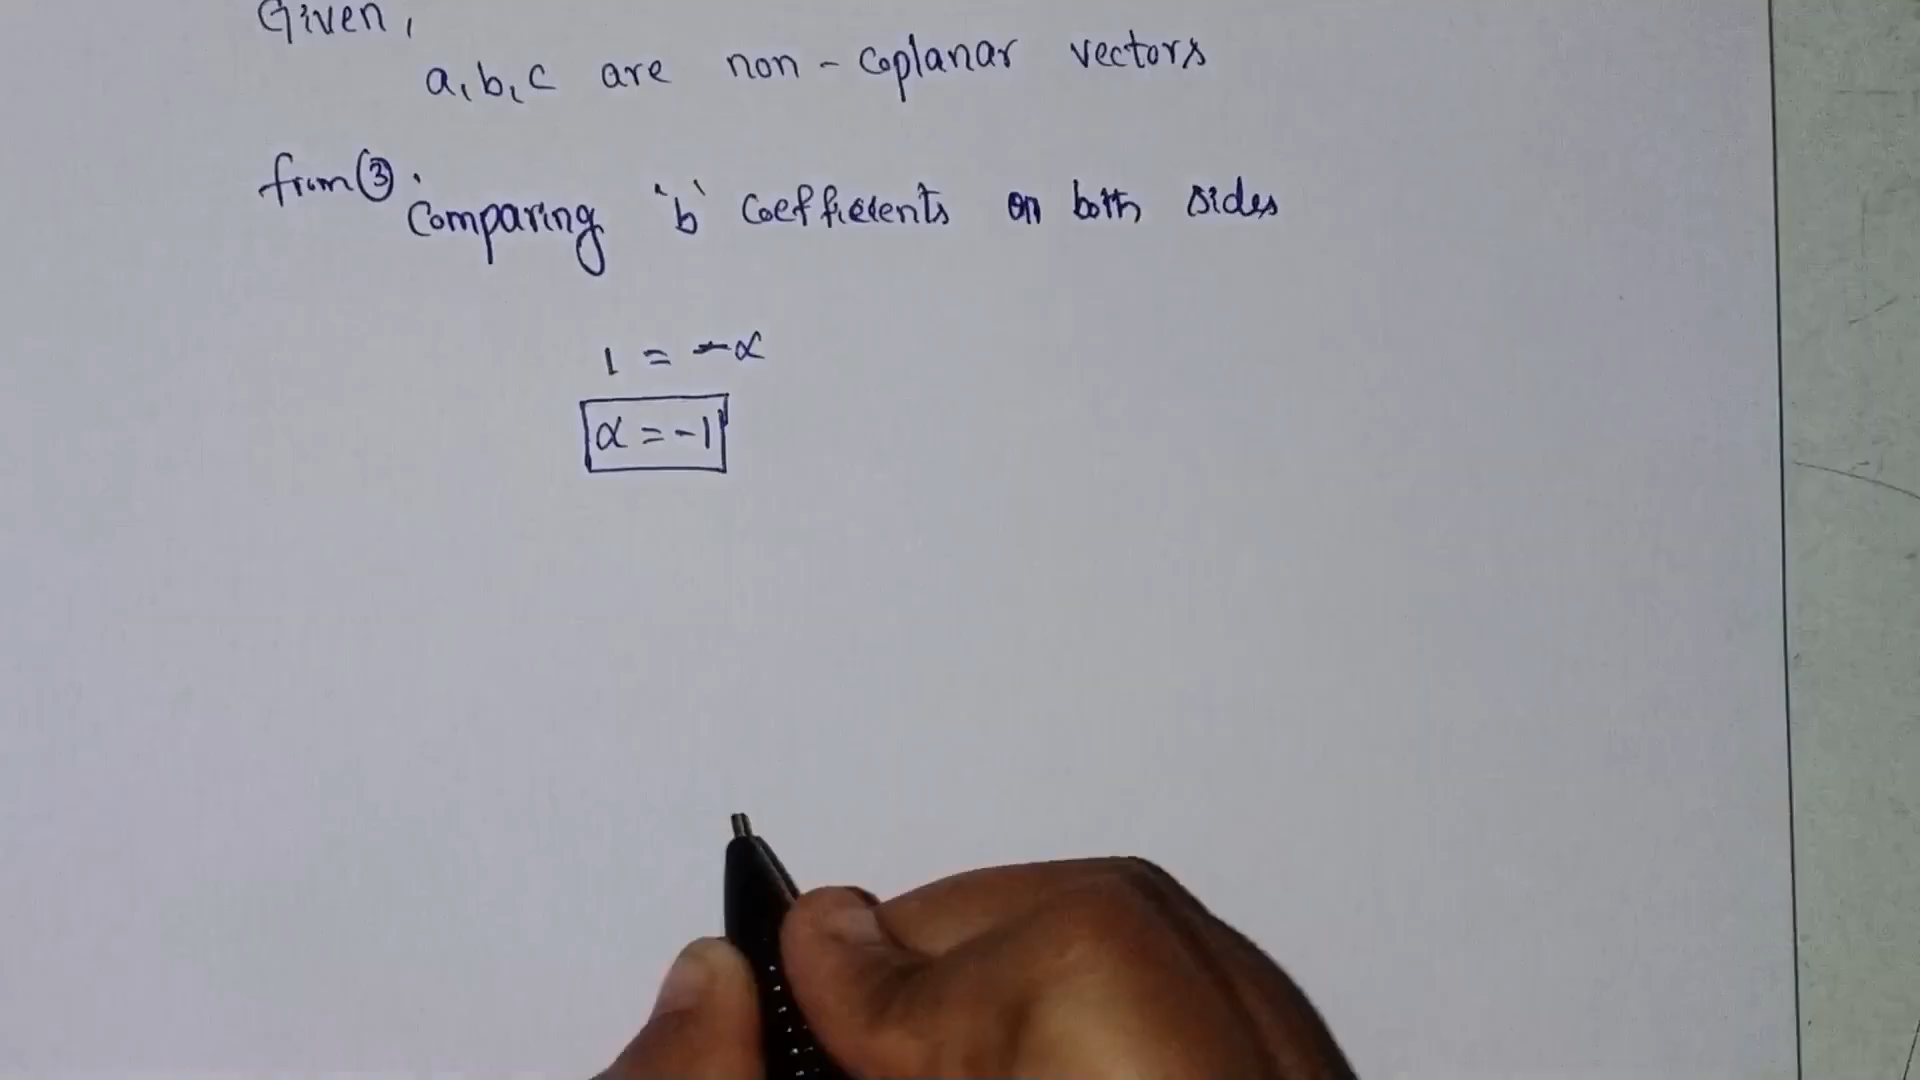 Given,
a, b, c are non-coplanar vectors
from ③,
Comparing 'b' coefficients on both sides
1 = -α
α = -1